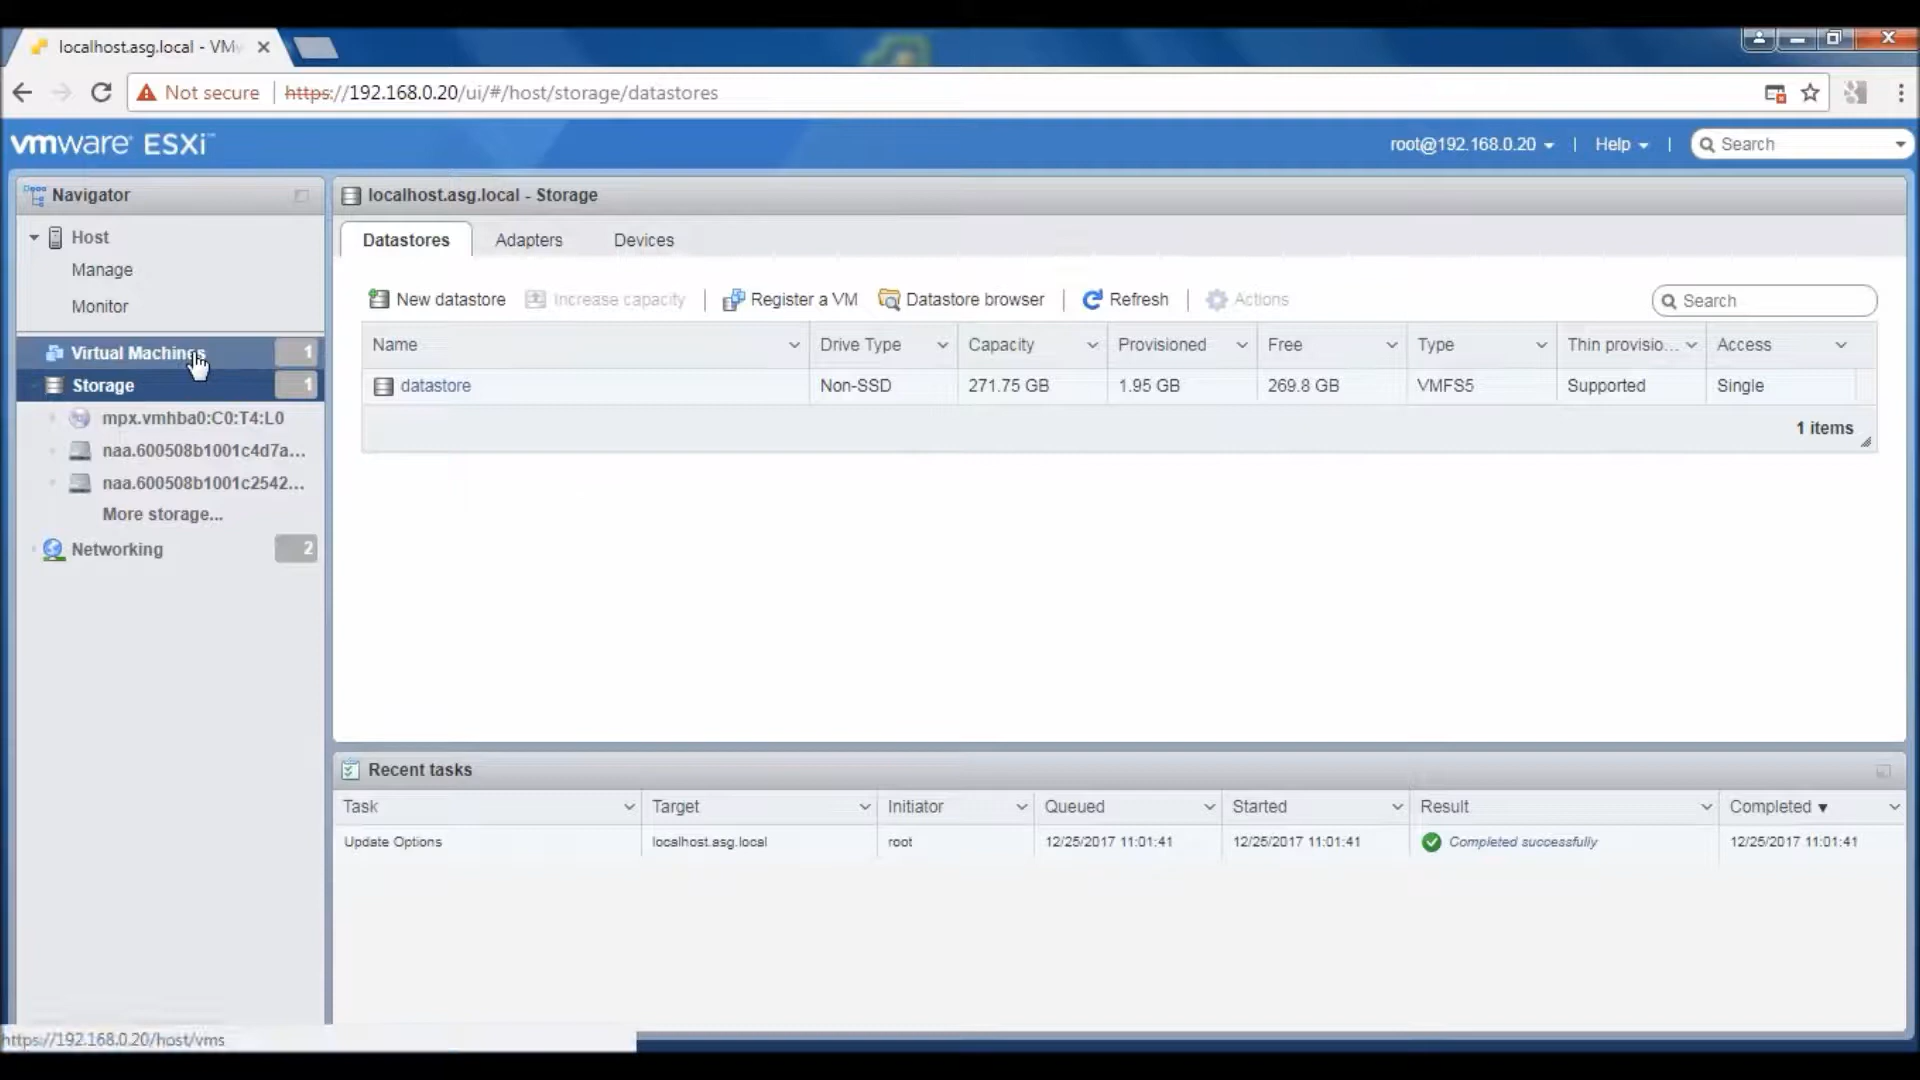 localhost.asg.local - VM
Not secure https://192.168.0.20/ui/#/host/storage/datastores
vmware ESXi
root@192.168.0.20 | Help | Search
Navigator
Host
Manage
Monitor
Virtual Machines 1
Storage 1
mpx.vmhba0:C0:T4:L0
naa.600508b1001c4d7a...
naa.600508b1001c2542...
More storage...
Networking 2
localhost.asg.local - Storage
Datastores Adapters Devices
New datastore Increase capacity | Register a VM Datastore browser | Refresh | Actions Search
Name Drive Type Capacity Provisioned Free Type Thin provisio... Access
datastore Non-SSD 271.75 GB 1.95 GB 269.8 GB VMFS5 Supported Single
1 items
Recent tasks
Task Target Initiator Queued Started Result Completed ▼
Update Options localhost.asg.local root 12/25/2017 11:01:41 12/25/2017 11:01:41 Completed successfully 12/25/2017 11:01:41
https://192.168.0.20/host/vms